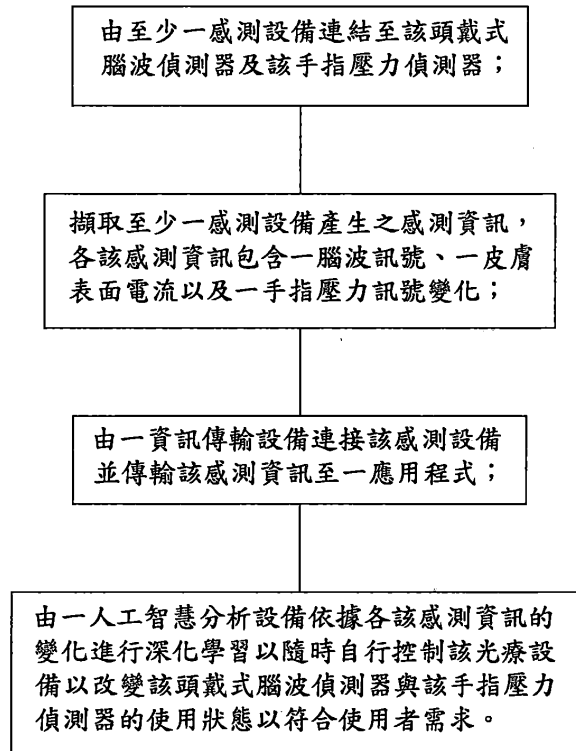 由至少一感測設備連結至該頭戴式
腦波偵測器及該手指壓力偵測器；
擷取至少一感測設備產生之感測資訊，
各該感測資訊包含一腦波訊號、一皮膚
表面電流以及一手指壓力訊號變化；
由一資訊傳輸設備連接該感測設備
並傳輸該感測資訊至一應用程式；
由一人工智慧分析設備依據各該感測資訊的
變化進行深化學習以隨時自行控制該光療設
備以改變該頭戴式腦波偵測器與該手指壓力
偵測器的使用狀態以符合使用者需求。